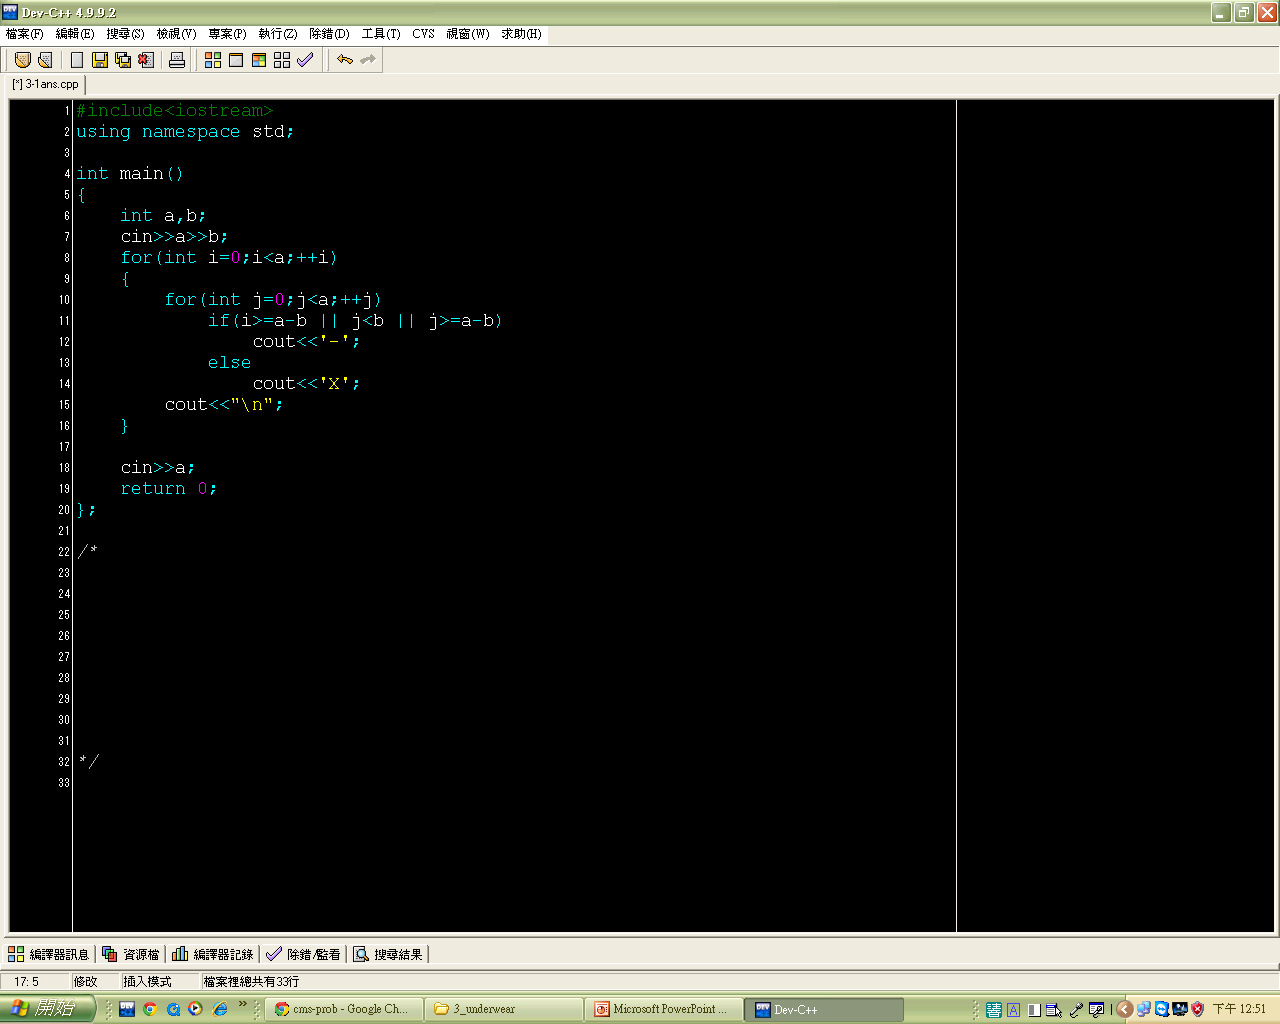 Dev-C++ 4.9.9.2
檔案(F) 編輯(E) 搜尋(S) 檢視(V) 專案(P) 執行(Z) 除錯(D) 工具(T) CVS 視窗(W) 求助(H)
[*] 3-1ans.cpp
1 #include<iostream>
2 using namespace std;
3
4 int main()
5 {
6 int a,b;
7 cin>>a>>b;
8 for(int i=0;i<a;++i)
9 {
10 for(int j=0;j<a;++j)
11 if(i>=a-b || j<b || j>=a-b)
12 cout<<'-';
13 else
14 cout<<'X';
15 cout<<"\n";
16 }
17
18 cin>>a;
19 return 0;
20 };
21
22 /*
23
24
25
26
27
28
29
30
31
32 */
33
編譯器訊息 資源檔 編譯器記錄 除錯/監看 搜尋結果
17: 5 修改 插入模式 檔案裡總共有33行
開始 cms-prob - Google Ch... 3_underwear Microsoft PowerPoint ... Dev-C++ 下午 12:51